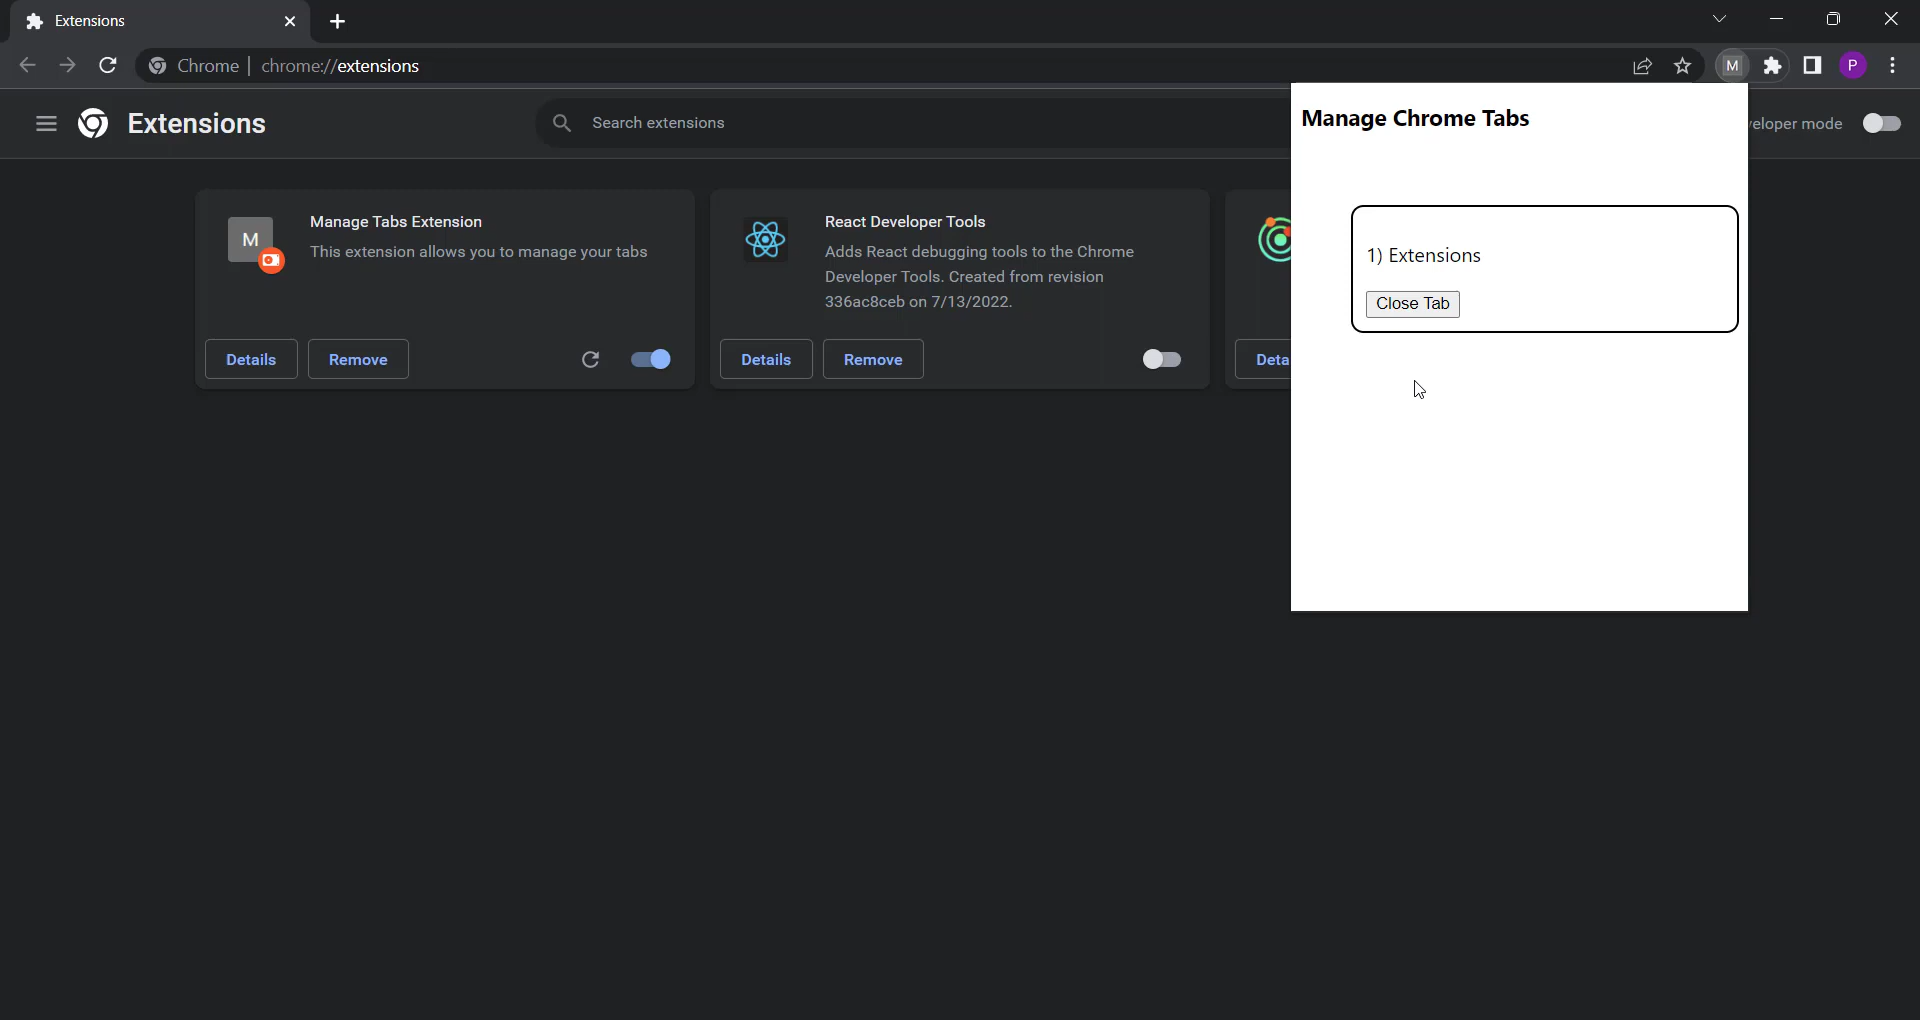 Extensions
Chrome | chrome://extensions
M
P
Extensions
Search extensions
eloper mode
Manage Chrome Tabs
1) Extensions
Close Tab
M
Manage Tabs Extension
This extension allows you to manage your tabs
Details
Remove
React Developer Tools
Adds React debugging tools to the Chrome
Developer Tools. Created from revision
336ac8ceb on 7/13/2022.
Details
Remove
Deta